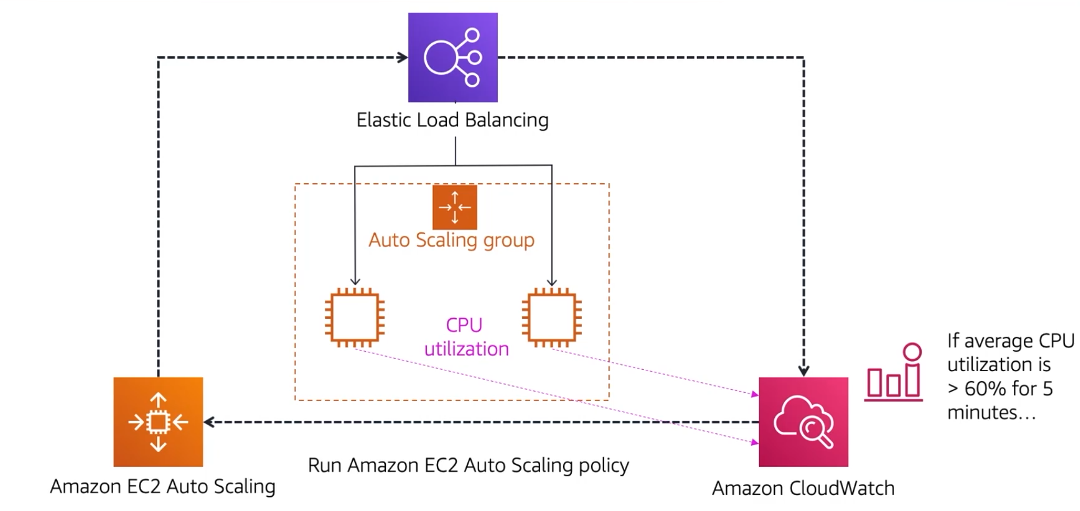 Elastic Load Balancing
Auto Scaling group
CPU
utilization
If average CPU
utilization is
> 60% for 5
minutes…
Run Amazon EC2 Auto Scaling policy
Amazon EC2 Auto Scaling
Amazon CloudWatch